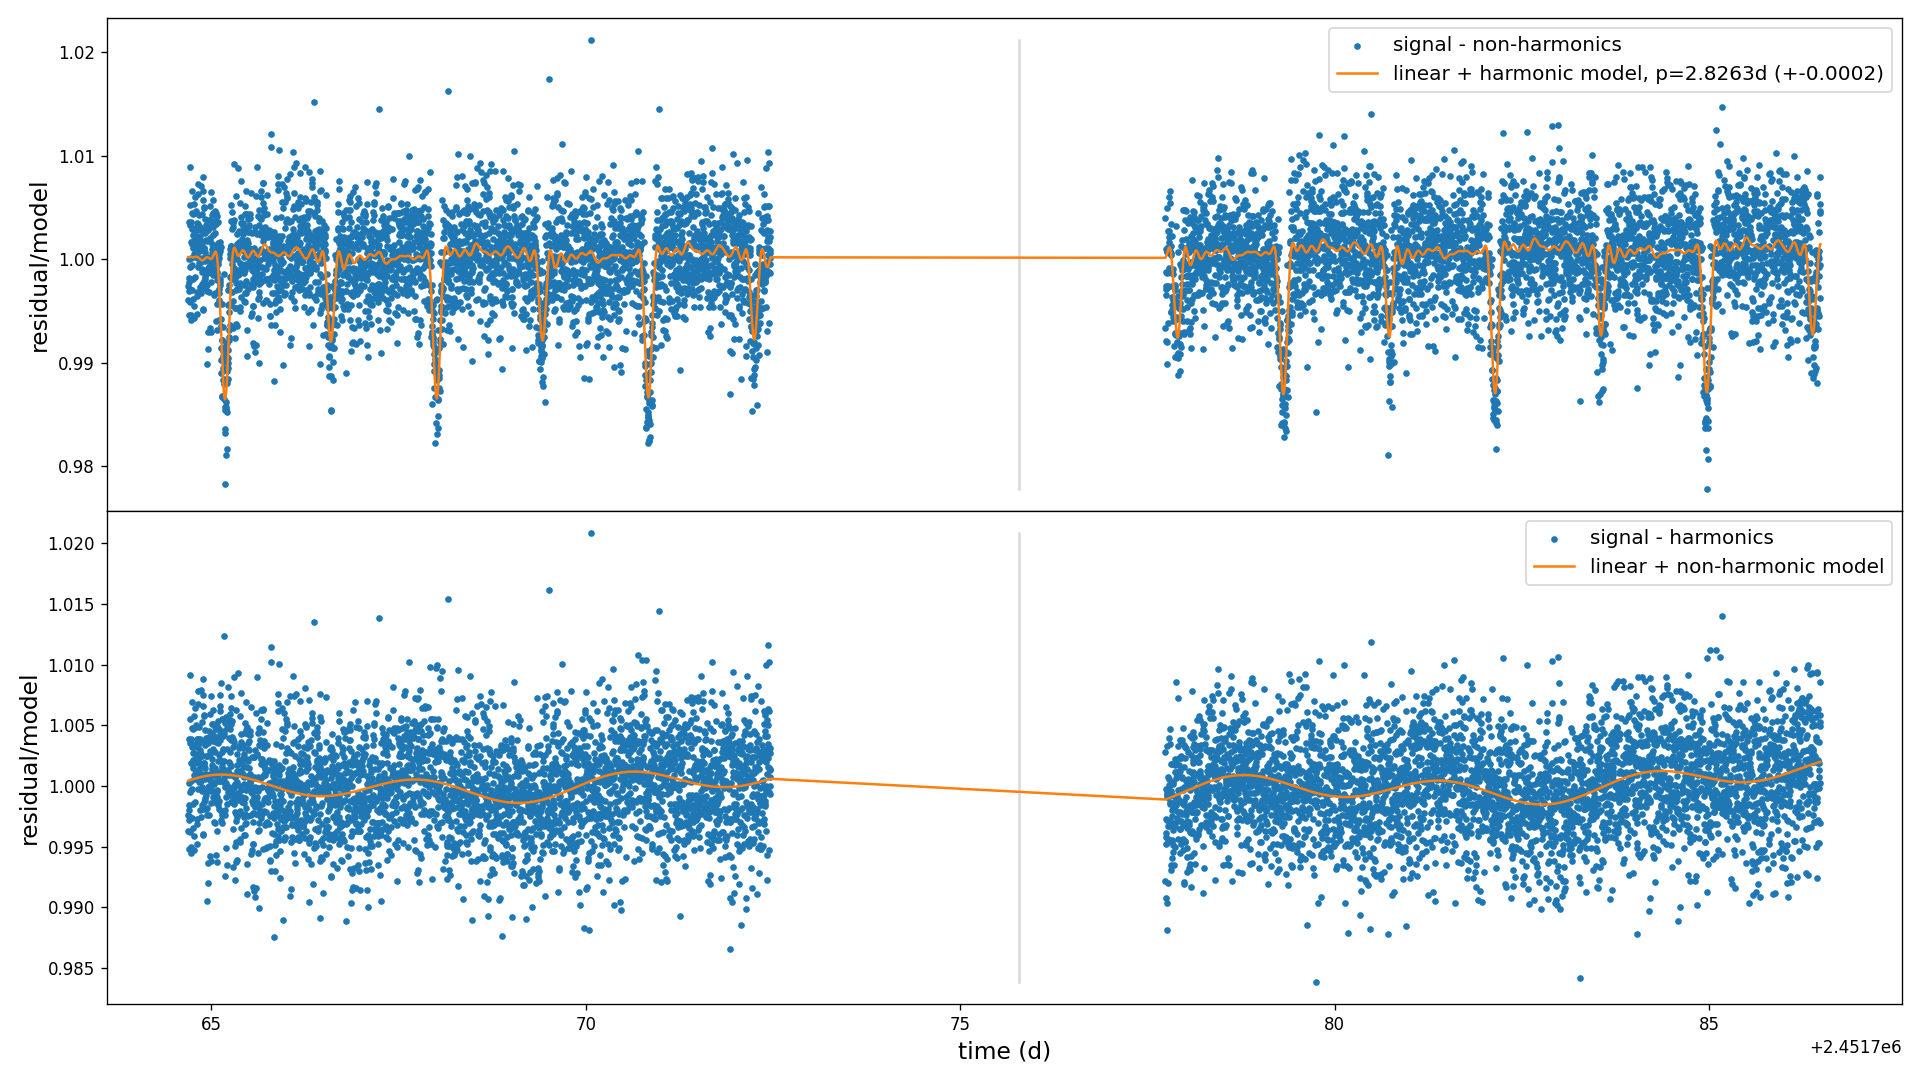 signal - non-harmonics
linear + harmonic model, p=2.8263d (+-0.0002)
1.02
1.01
1.00
0.99
0.98
residual/model
signal - harmonics
linear + non-harmonic model
1.020
1.015
1.010
1.005
1.000
0.995
0.990
0.985
residual/model
65
70
75
80
85
time (d)
+2.4517e6